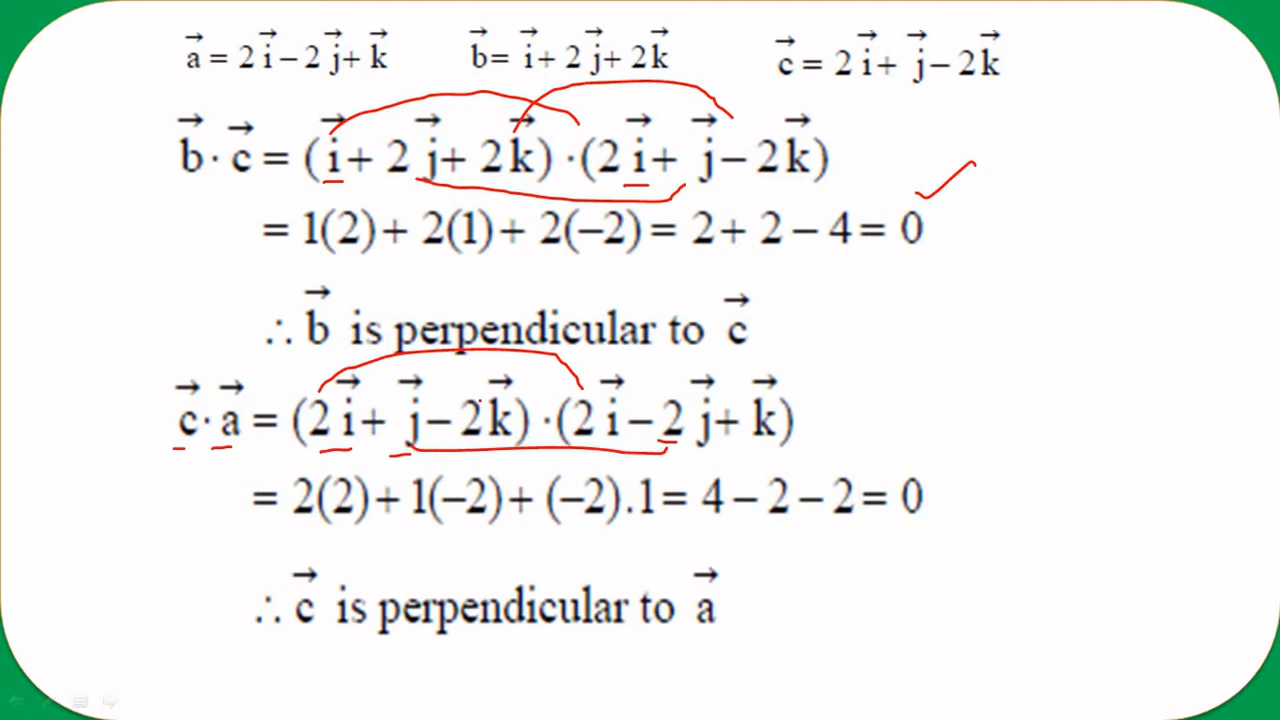 a⃗ = 2i⃗ − 2j⃗ + k⃗ b⃗ = i⃗ + 2j⃗ + 2k⃗ c⃗ = 2i⃗ + j⃗ − 2k⃗
b⃗ · c⃗ = (i⃗ + 2j⃗ + 2k⃗) · (2i⃗ + j⃗ − 2k⃗)
= 1(2) + 2(1) + 2(−2) = 2 + 2 − 4 = 0
∴ b⃗ is perpendicular to c⃗
c⃗ · a⃗ = (2i⃗ + j⃗ − 2k⃗) · (2i⃗ − 2j⃗ + k⃗)
= 2(2) + 1(−2) + (−2).1 = 4 − 2 − 2 = 0
∴ c⃗ is perpendicular to a⃗